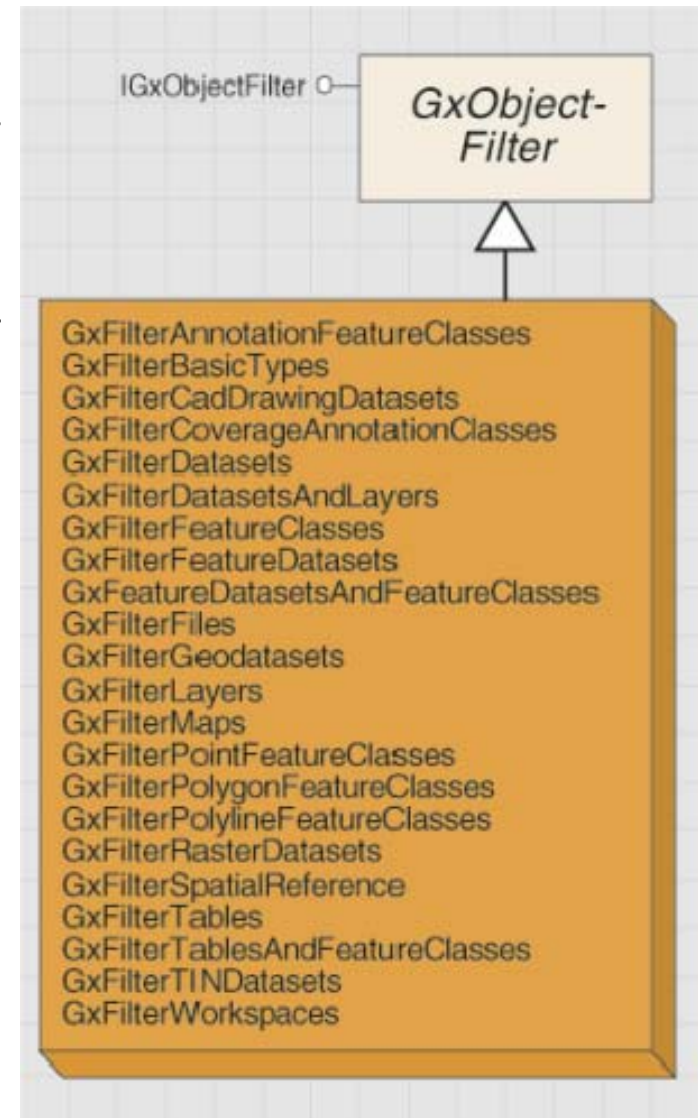 IGxObjectFilter
GxObject-
Filter
GxFilterAnnotationFeatureClasses
GxFilterBasicTypes
GxFilterCadDrawingDatasets
GxFilterCoverageAnnotationClasses
GxFilterDatasets
GxFilterDatasetsAndLayers
GxFilterFeatureClasses
GxFilterFeatureDatasets
GxFeatureDatasetsAndFeatureClasses
GxFilterFiles
GxFilterGeodatasets
GxFilterLayers
GxFilterMaps
GxFilterPointFeatureClasses
GxFilterPolygonFeatureClasses
GxFilterPolylineFeatureClasses
GxFilterRasterDatasets
GxFilterSpatialReference
GxFilterTables
GxFilterTablesAndFeatureClasses
GxFilterTINDatasets
GxFilterWorkspaces